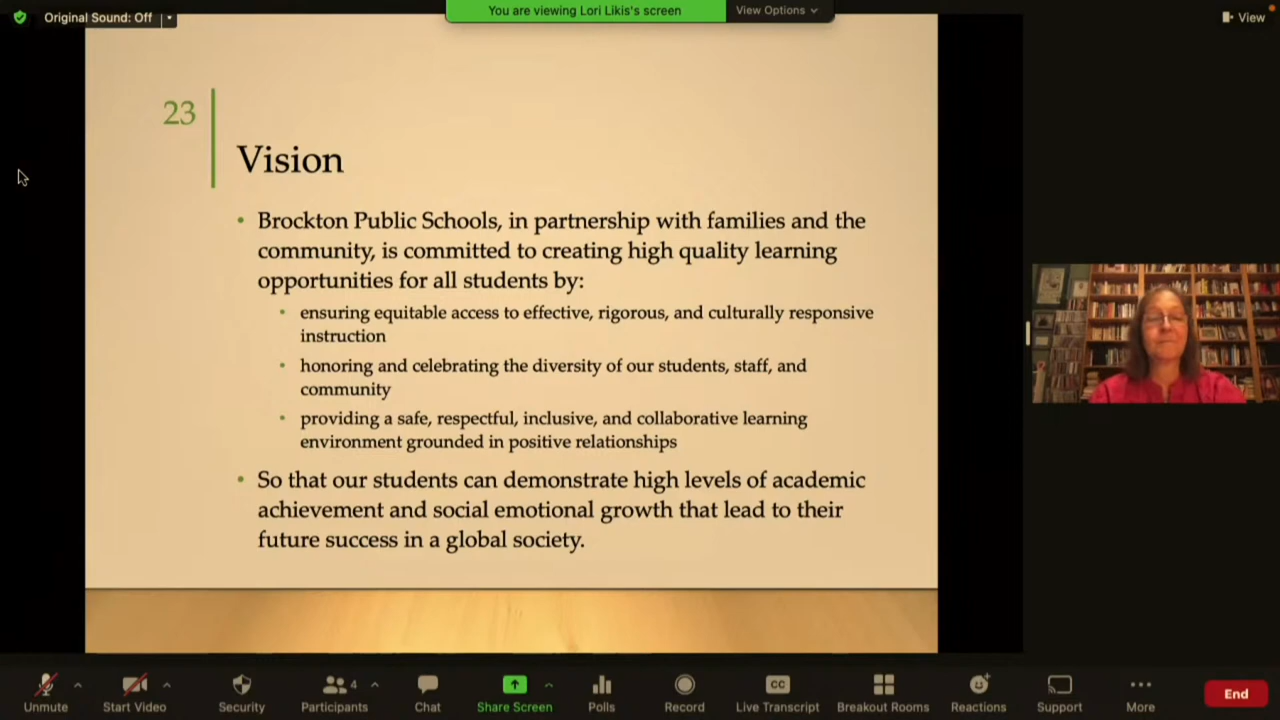 Original Sound: Off
You are viewing Lori Likis's screen
View Options
View
23
Vision
• Brockton Public Schools, in partnership with families and the
community, is committed to creating high quality learning
opportunities for all students by:
• ensuring equitable access to effective, rigorous, and culturally responsive
instruction
• honoring and celebrating the diversity of our students, staff, and
community
• providing a safe, respectful, inclusive, and collaborative learning
environment grounded in positive relationships
• So that our students can demonstrate high levels of academic
achievement and social emotional growth that lead to their
future success in a global society.
4
CC
Unmute
Start Video
Security
Participants
Chat
Share Screen
Polls
Record
Live Transcript
Breakout Rooms
Reactions
Support
More
End